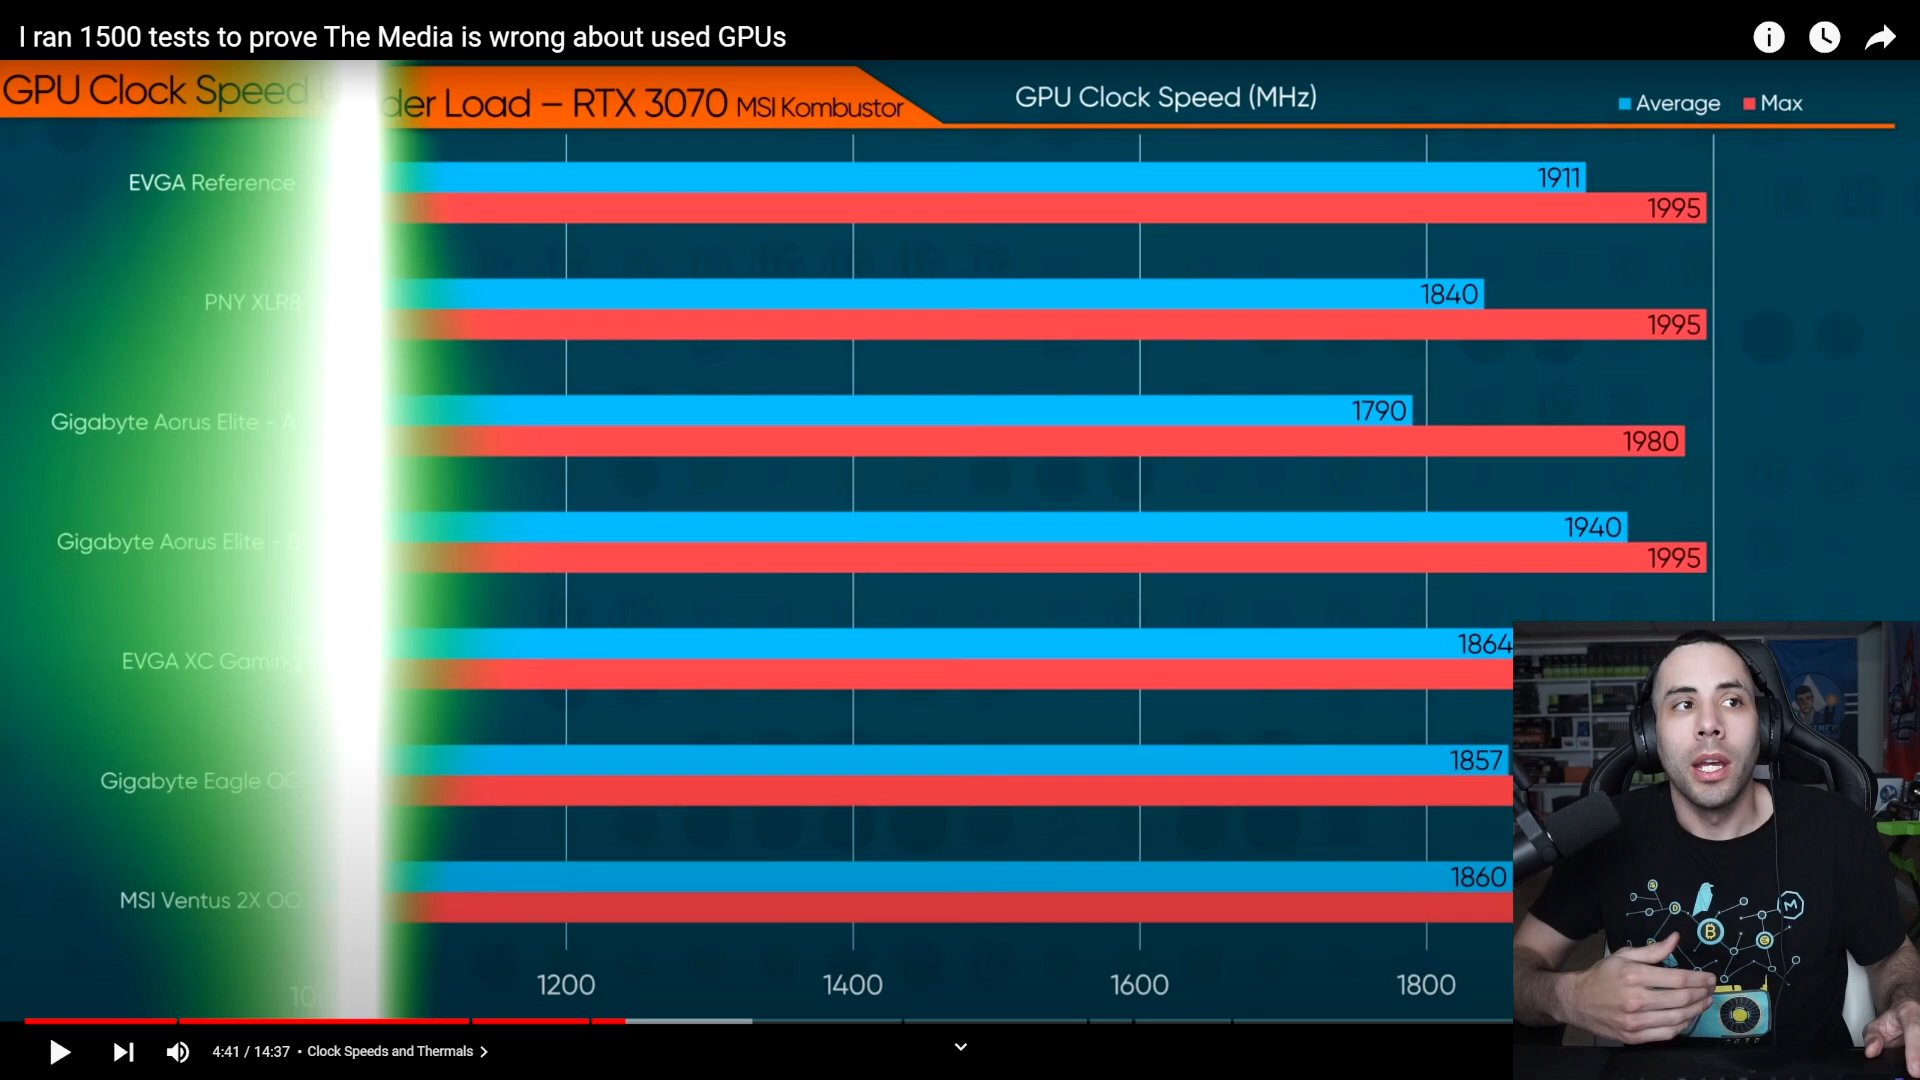 I ran 1500 tests to prove The Media is wrong about used GPUs
GPU Clock Speed der Load – RTX 3070 MSI Kombustor
GPU Clock Speed (MHz)
Average
Max
EVGA Reference
1911
1995
PNY XLR8
1840
1995
Gigabyte Aorus Elite - A
1790
1980
Gigabyte Aorus Elite -
1940
1995
EVGA XC Gaming
1864
Gigabyte Eagle OC
1857
MSI Ventus 2X OC
1860
1200
1400
1600
1800
4:41 / 14:37 • Clock Speeds and Thermals